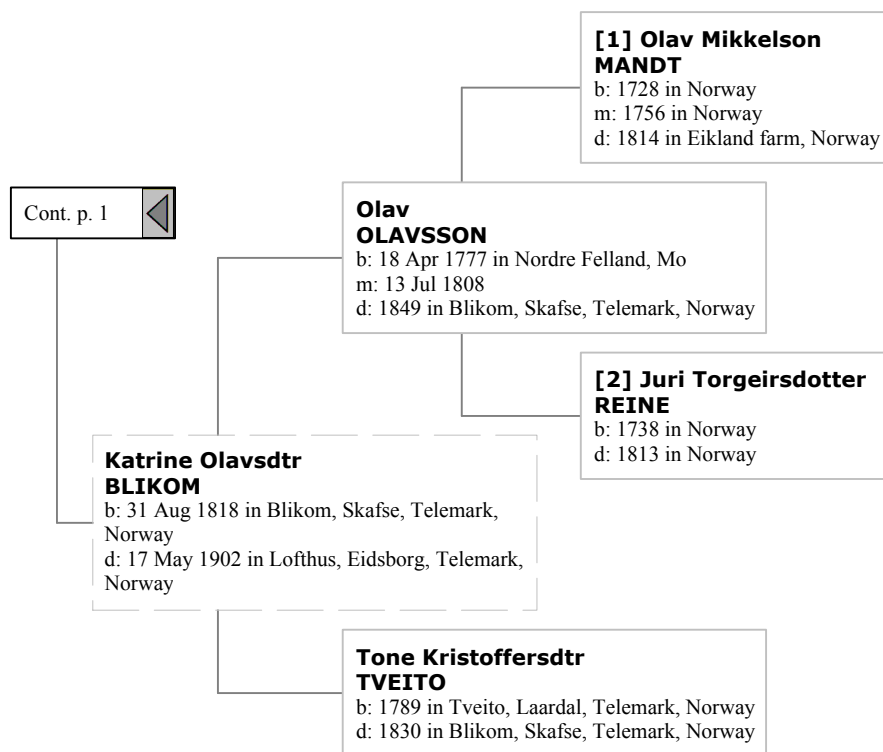 [1] Olav Mikkelson
MANDT
b: 1728 in Norway
m: 1756 in Norway
d: 1814 in Eikland farm, Norway
Cont. p. 1
Olav
OLAVSSON
b: 18 Apr 1777 in Nordre Felland, Mo
m: 13 Jul 1808
d: 1849 in Blikom, Skafse, Telemark, Norway
[2] Juri Torgeirsdotter
REINE
b: 1738 in Norway
d: 1813 in Norway
Katrine Olavsdtr
BLIKOM
b: 31 Aug 1818 in Blikom, Skafse, Telemark,
Norway
d: 17 May 1902 in Lofthus, Eidsborg, Telemark,
Norway
Tone Kristoffersdtr
TVEITO
b: 1789 in Tveito, Laardal, Telemark, Norway
d: 1830 in Blikom, Skafse, Telemark, Norway